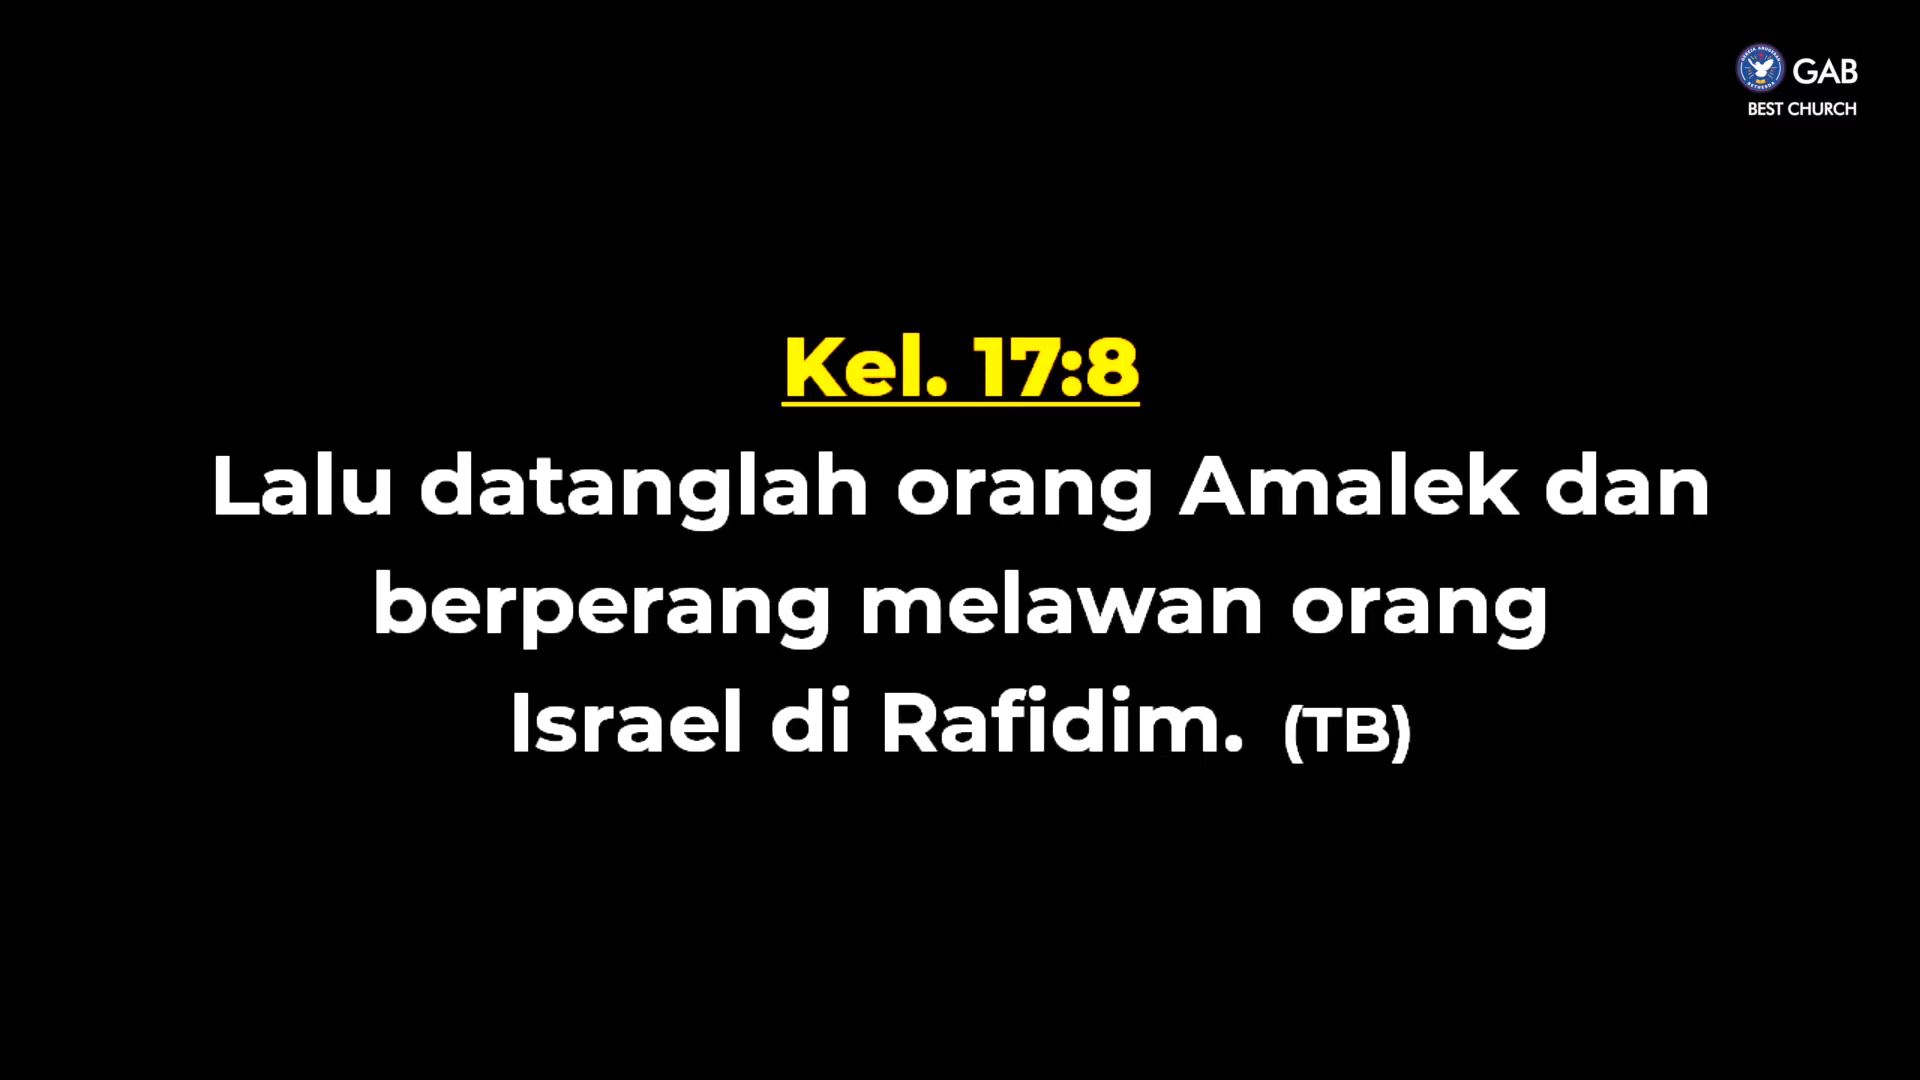 GAB
BEST CHURCH
Kel. 17:8
Lalu datanglah orang Amalek dan
berperang melawan orang
Israel di Rafidim. (TB)